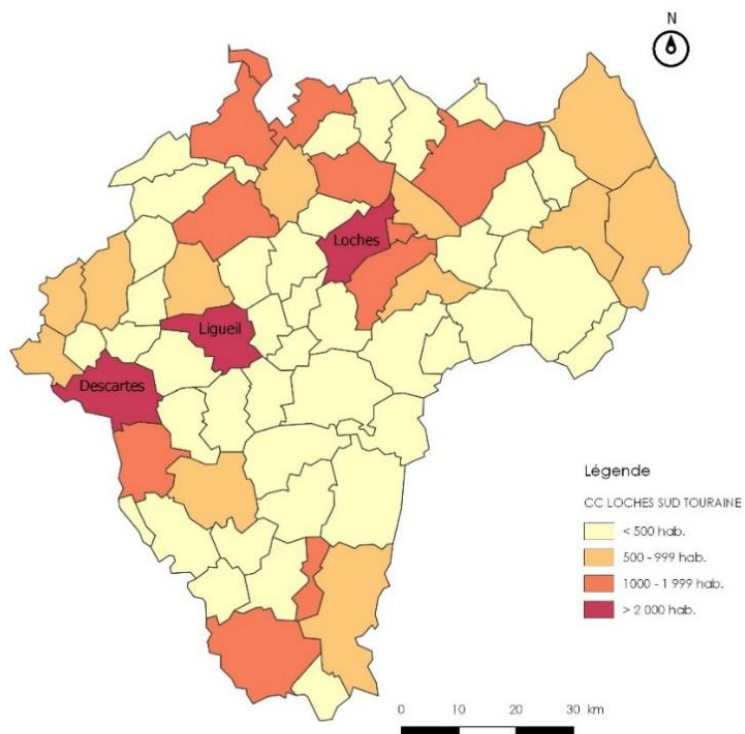 N
Loches
Ligueil
Descartes
Légende
CC LOCHES SUD TOURAINE
< 500 hab.
500 - 999 hab.
1000 - 1 999 hab.
> 2 000 hab.
0 10 20 30 km